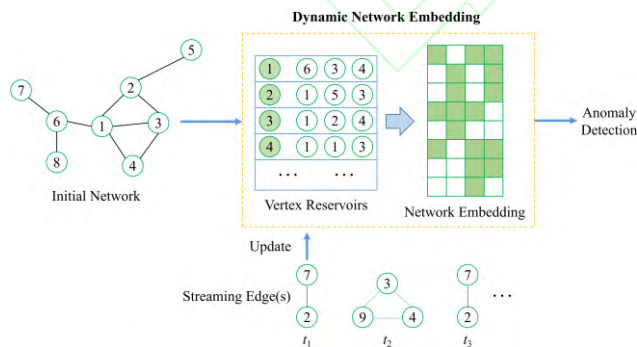 Dynamic Network Embedding
5
7
2
1 6 3 4
6
1
3
2 1 5 3
3 1 2 4
8
4
4 1 1 3
... ...
Anomaly
Detection
Initial Network
Vertex Reservoirs
Network Embedding
Update
7
3
7
Streaming Edge(s)
...
2
9
4
2
t1
t2
t3